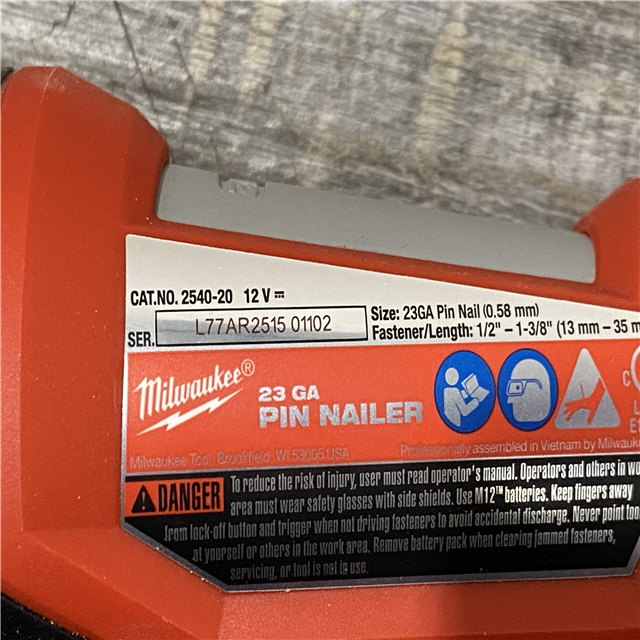 CAT.NO. 2540-20 12 V
SER. L77AR2515 01102
Size: 23GA Pin Nail (0.58 mm)
Fastener/Length: 1/2" – 1-3/8" (13 mm – 35 m
Milwaukee®
23 GA
PIN NAILER
Milwaukee Tool, Brookfield, WI 53005 USA
Professionally assembled in Vietnam by Milwauk
DANGER
To reduce the risk of injury, user must read operator's manual. Operators and others in wo
area must wear safety glasses with side shields. Use M12™ batteries. Keep fingers away
from lock-off button and trigger when not driving fasteners to avoid accidental discharge. Never point too
at yourself or others in the work area. Remove battery pack when clearing jammed fasteners,
servicing, or tool is not in use.